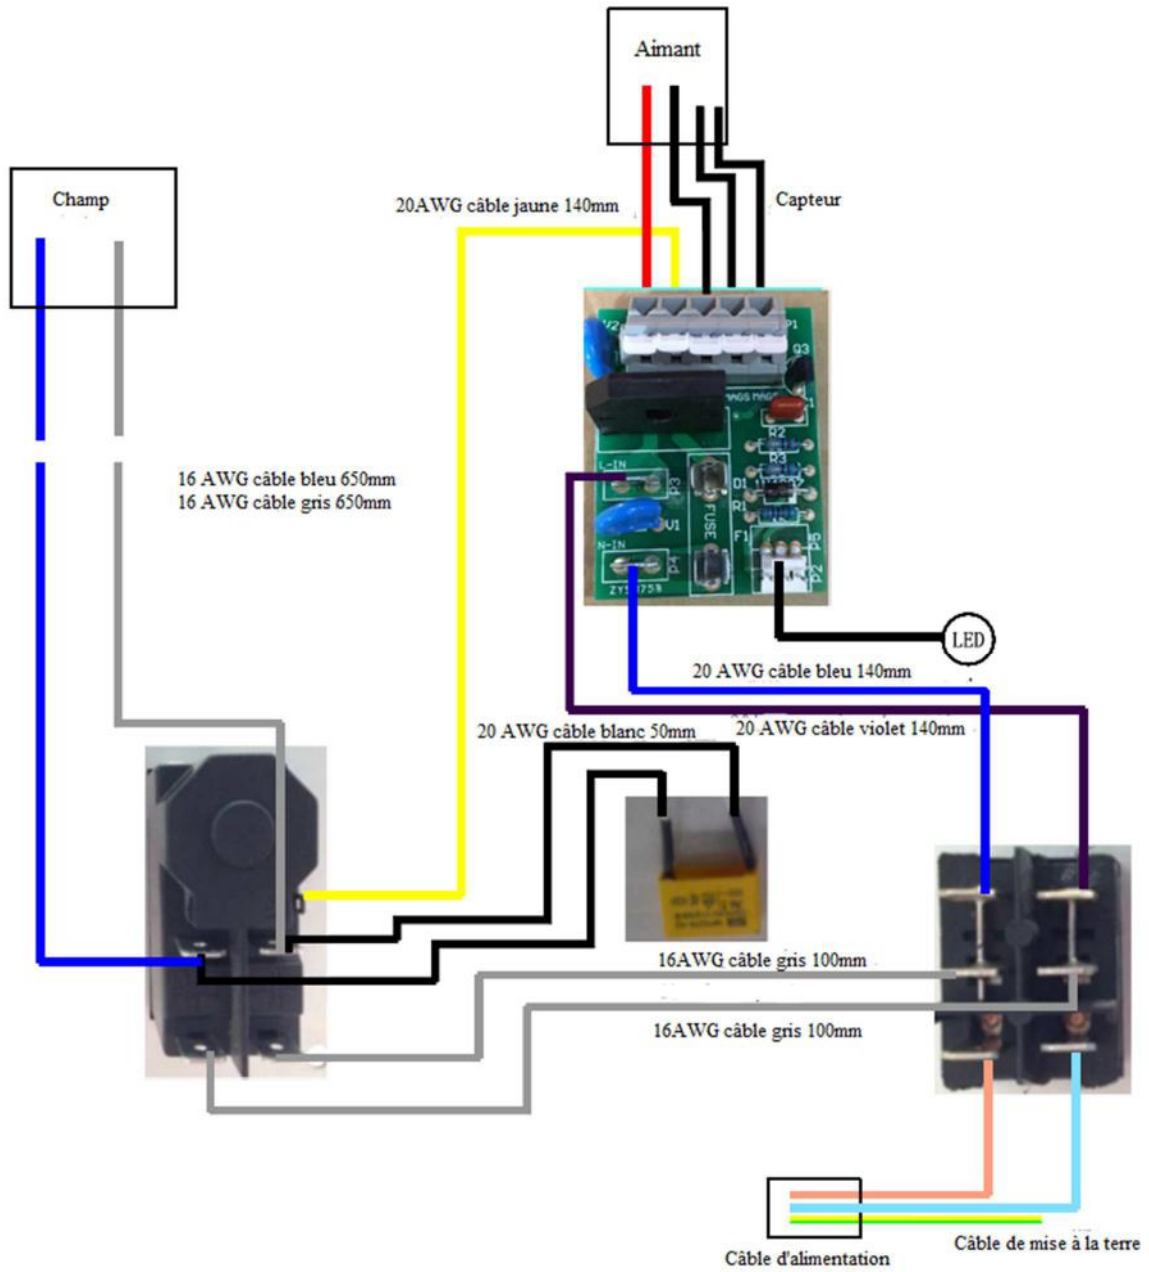 Aimant
Champ
20AWG câble jaune 140mm
Capteur
V2
P1
Q3
MAGS MAGS
R2
R3
L-IN
P3
D1
R1
V1
FUSE
F1
P5
N-IN
P4
P2
16 AWG câble bleu 650mm
16 AWG câble gris 650mm
LED
20 AWG câble bleu 140mm
20 AWG câble blanc 50mm
20 AWG câble violet 140mm
16AWG câble gris 100mm
16AWG câble gris 100mm
Câble d'alimentation
Câble de mise à la terre